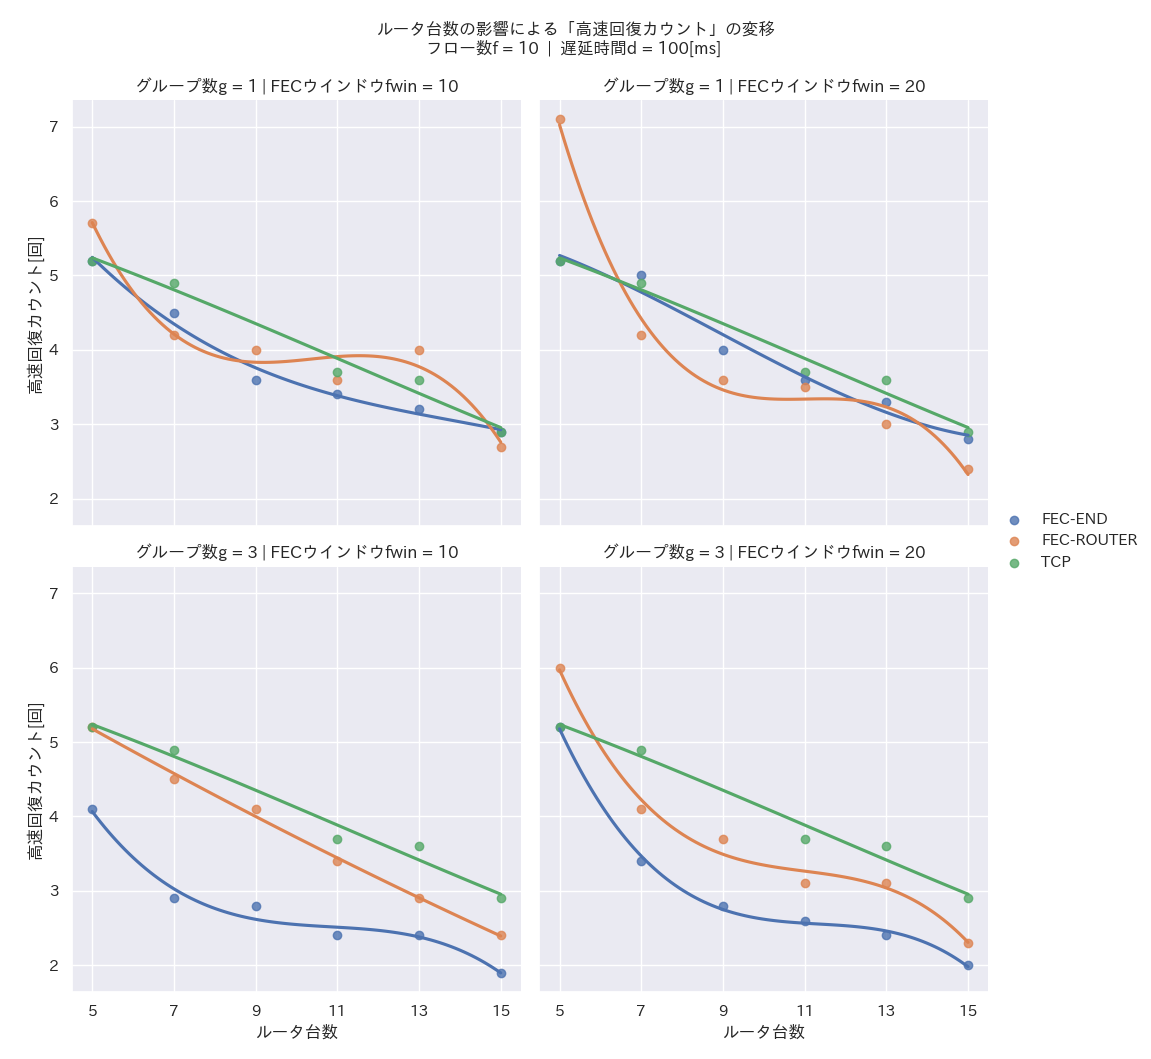 ルータ台数の影響による「高速回復カウント」の変移
フロー数f = 10 | 遅延時間d = 100[ms]
グループ数g = 1 | FECウインドウfwin = 10
グループ数g = 1 | FECウインドウfwin = 20
7
6
5
4
3
2
高速回復カウント[回]
FEC-END
FEC-ROUTER
TCP
グループ数g = 3 | FECウインドウfwin = 10
グループ数g = 3 | FECウインドウfwin = 20
7
6
5
4
3
2
高速回復カウント[回]
5 7 9 11 13 15
5 7 9 11 13 15
ルータ台数
ルータ台数